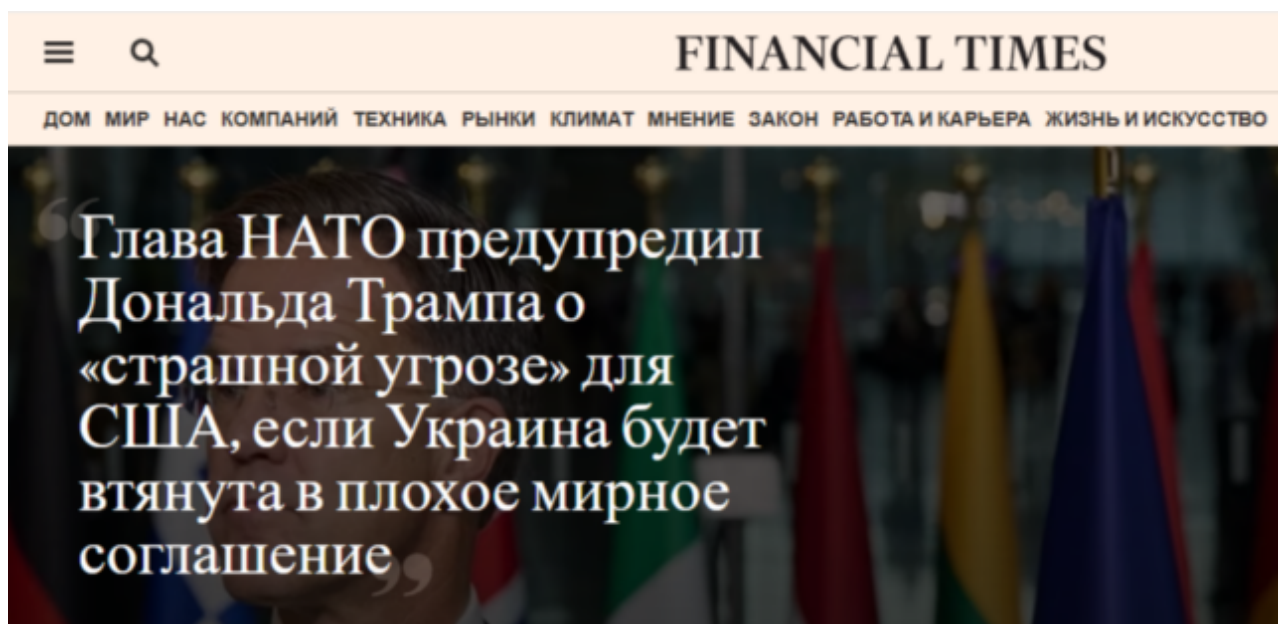 FINANCIAL TIMES
ДОМ МИР НАС КОМПАНИЙ ТЕХНИКА РЫНКИ КЛИМАТ МНЕНИЕ ЗАКОН РАБОТА И КАРЬЕРА ЖИЗНЬ И ИСКУССТВО
“Глава НАТО предупредил
Дональда Трампа о
«страшной угрозе» для
США, если Украина будет
втянута в плохое мирное
соглашение”